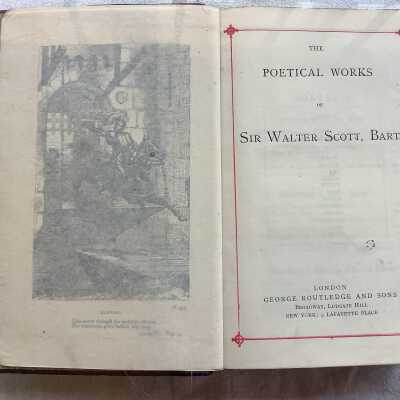 THE
POETICAL WORKS
OF
SIR WALTER SCOTT, BART
LONDON
GEORGE ROUTLEDGE AND SONS
BROADWAY, LUDGATE HILL
NEW YORK: 9 LAFAYETTE PLACE